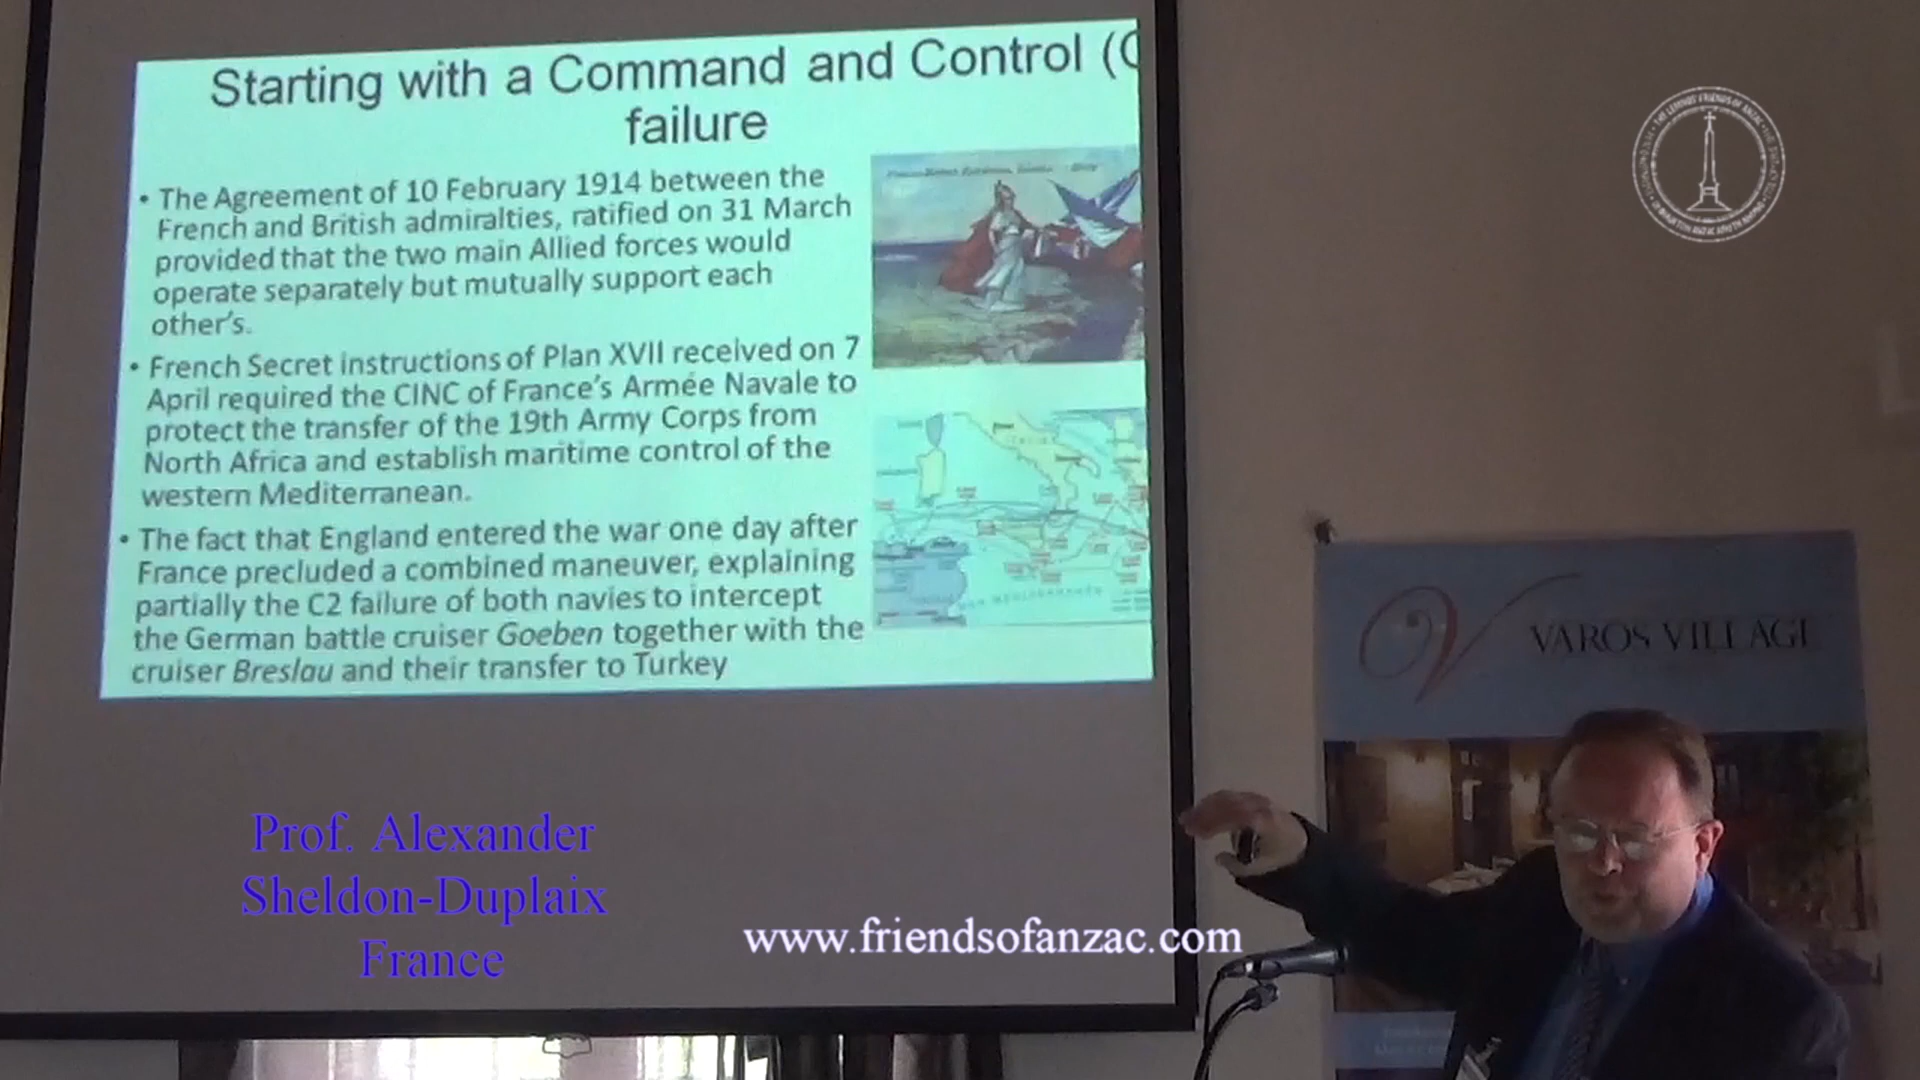 Starting with a Command and Control (C
failure
• The Agreement of 10 February 1914 between the
French and British admiralties, ratified on 31 March
provided that the two main Allied forces would
operate separately but mutually support each
other's.
• French Secret instructions of Plan XVII received on 7
April required the CINC of France's Armée Navale to
protect the transfer of the 19th Army Corps from
North Africa and establish maritime control of the
western Mediterranean.
• The fact that England entered the war one day after
France precluded a combined maneuver, explaining
partially the C2 failure of both navies to intercept
the German battle cruiser Goeben together with the
cruiser Breslau and their transfer to Turkey
VAROS VILLAGE
Prof. Alexander
Sheldon-Duplaix
France
www.friendsofanzac.com